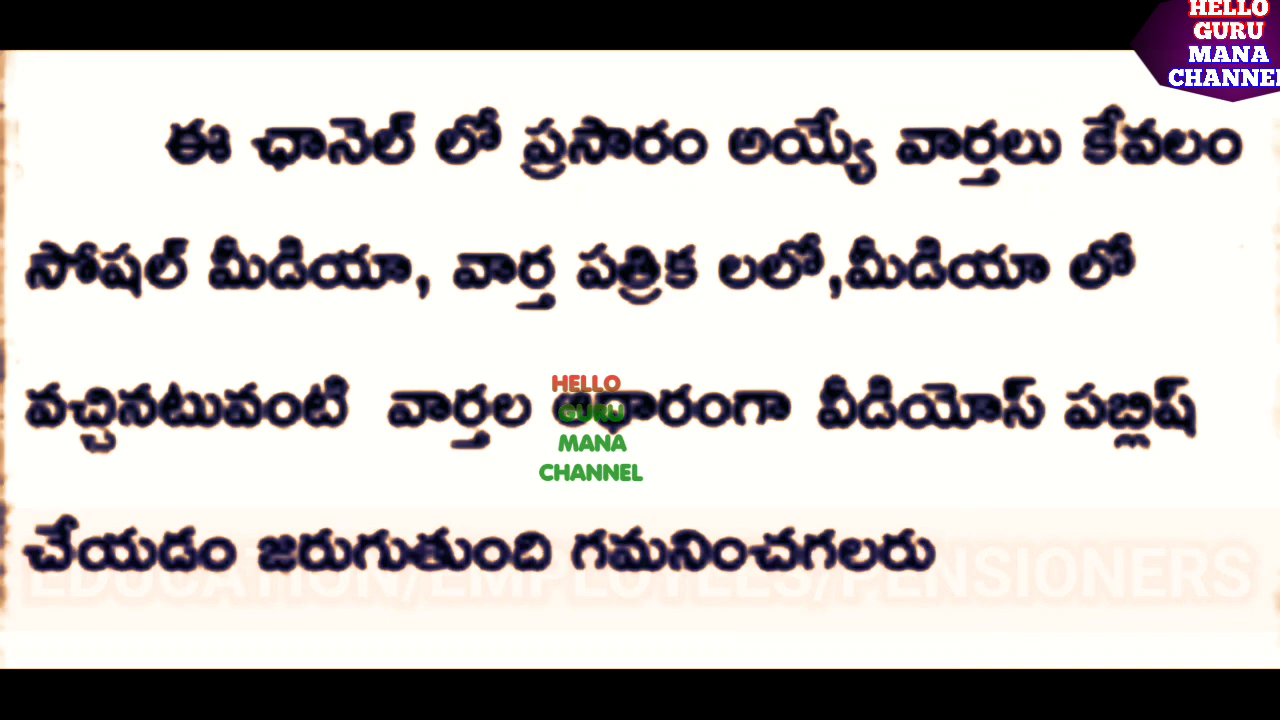 HELLO
GURU
MANA
CHANNEL
ఈ ఛానెల్ లో ప్రసారం అయ్యే వార్తలు కేవలం
సోషల్ మీడియా, వార్త పత్రిక లలో,మీడియా లో
వచ్చినటువంటి వార్తల ఆధారంగా వీడియోస్ పబ్లిష్
HELLO
GURU
MANA
CHANNEL
చేయడం జరుగుతుంది గమనించగలరు
EDUCATION/EMPLOYEES/PENSIONERS